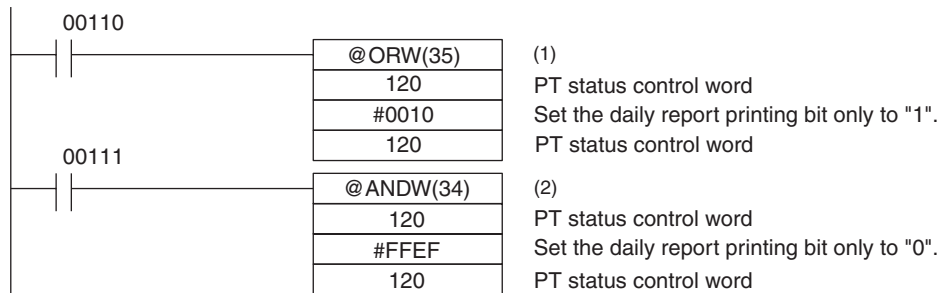 00110
@ORW(35) (1)
120 PT status control word
#0010 Set the daily report printing bit only to "1".
120 PT status control word
00111
@ANDW(34) (2)
120 PT status control word
#FFEF Set the daily report printing bit only to "0".
120 PT status control word